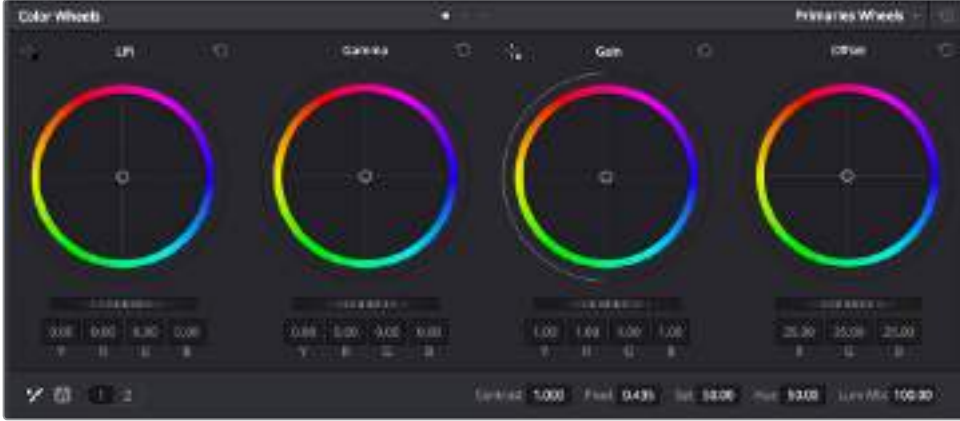 Color Wheels
Primaries Wheels
Lift
Gamma
Gain
Offset
0.00 0.00 0.00 0.00
0.00 0.00 0.00 0.00
1.00 1.00 1.00 1.00
25.00 25.00 25.00
Y R G B
Y R G B
Y R G B
R G B
1 2
Contrast 1.000 Pivot 0.435 Sat 50.00 Hue 50.00 Lum Mix 100.00